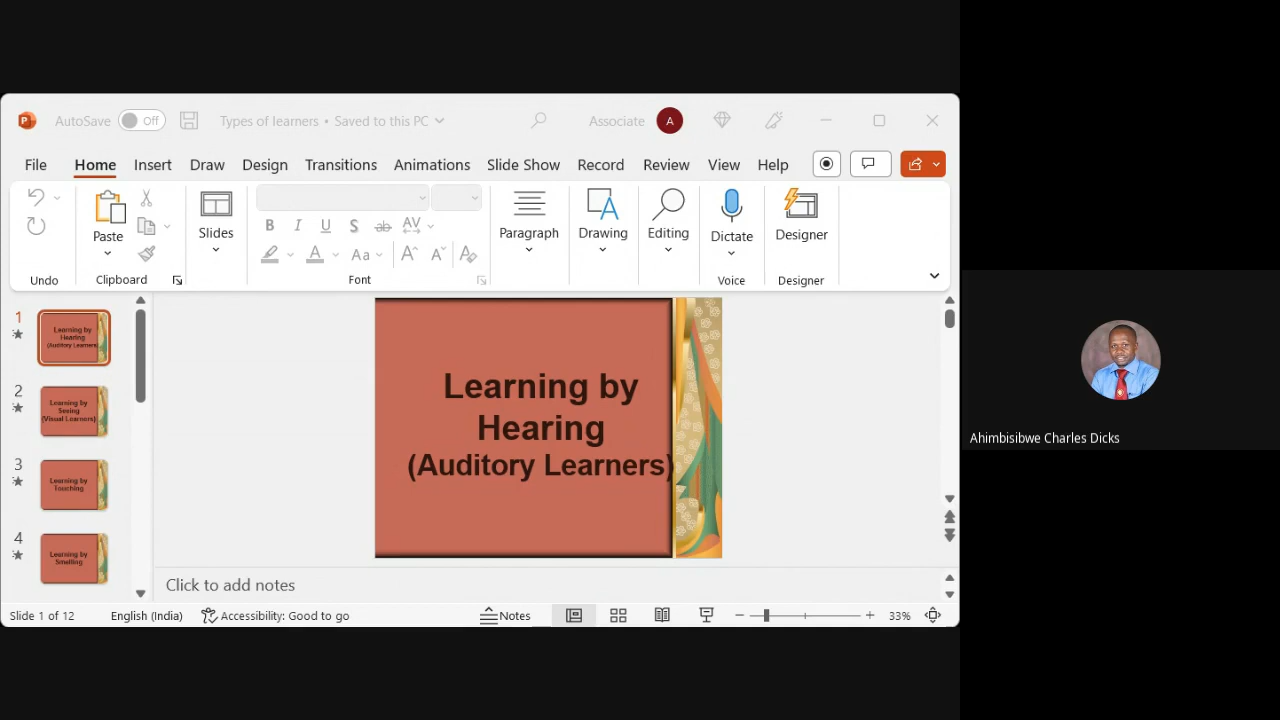 AutoSave Off Types of learners • Saved to this PC Associate A
File Home Insert Draw Design Transitions Animations Slide Show Record Review View Help
Paste Slides B I U S ab AV Aa A A A Paragraph Drawing Editing Dictate Designer
Undo Clipboard Font Voice Designer
1
Learning by
Hearing
(Auditory Learners
2
Learning by
Seeing
(Visual Learners)
3
Learning by
Touching
4
Learning by
Smelling
Learning by
Hearing
(Auditory Learners)
Click to add notes
Slide 1 of 12 English (India) Accessibility: Good to go Notes 33%
Ahimbisibwe Charles Dicks